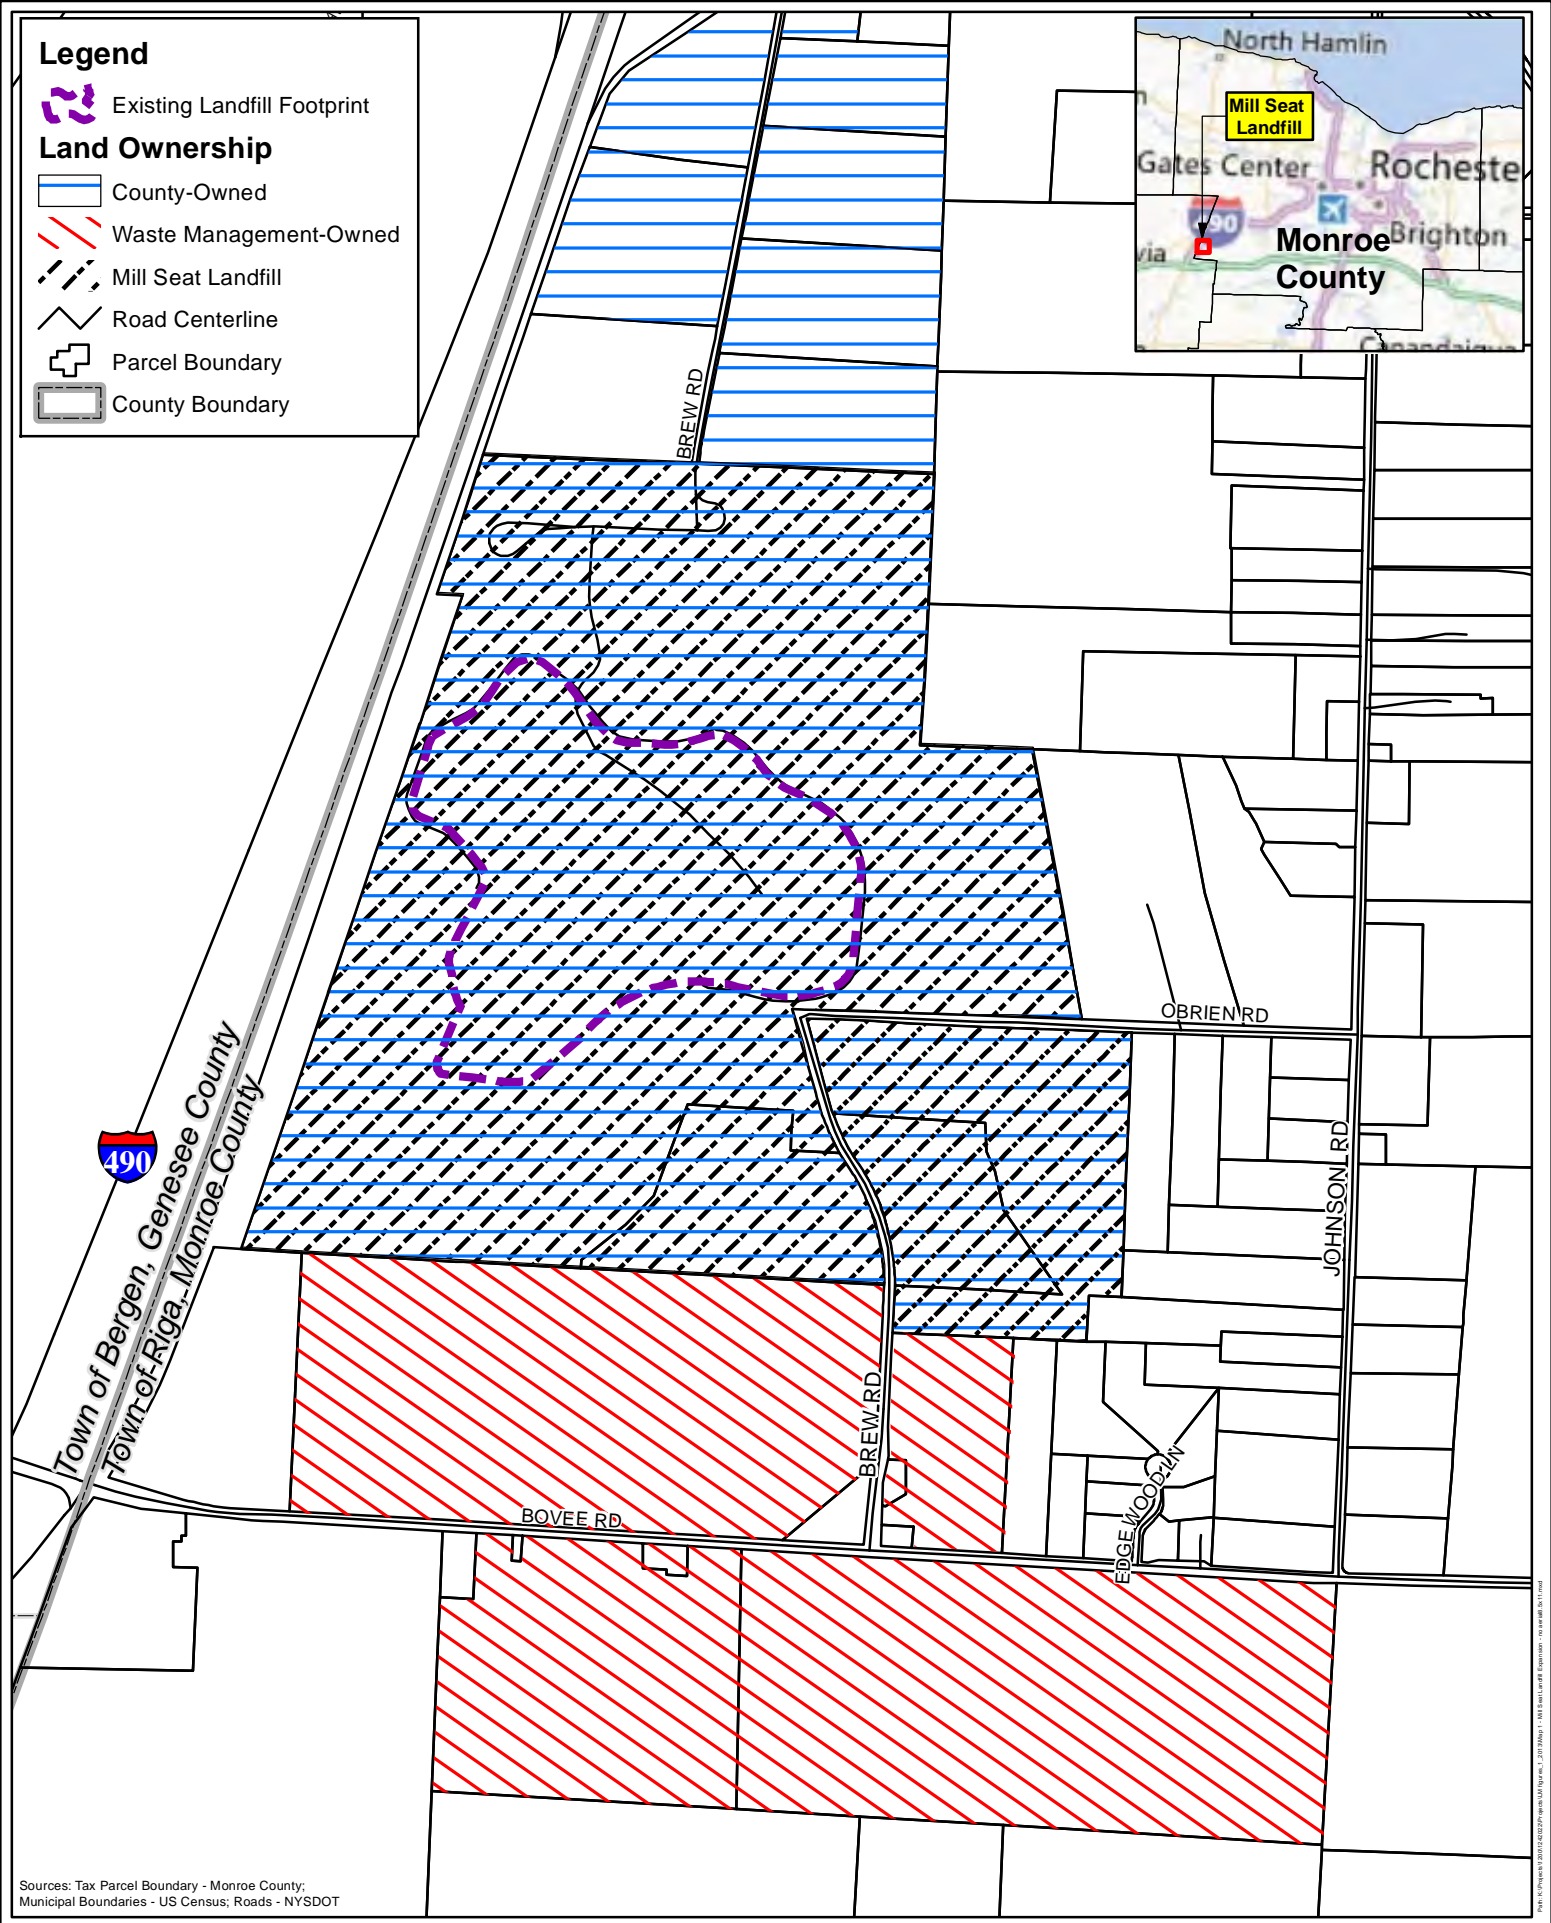 Legend
Existing Landfill Footprint
Land Ownership
County-Owned
Waste Management-Owned
Mill Seat Landfill
Road Centerline
Parcel Boundary
County Boundary
North Hamlin
Mill Seat
Landfill
Gates Center
Rocheste
490
Brighton
Monroe
County
via
Canandaigua
BREW RD
OBRIEN RD
JOHNSON RD
490
Town of Bergen, Genesee County
Town of Riga, Monroe County
BREW RD
BOVEE RD
EDGEWOOD LN
Sources: Tax Parcel Boundary - Monroe County;
Municipal Boundaries - US Census; Roads - NYSDOT